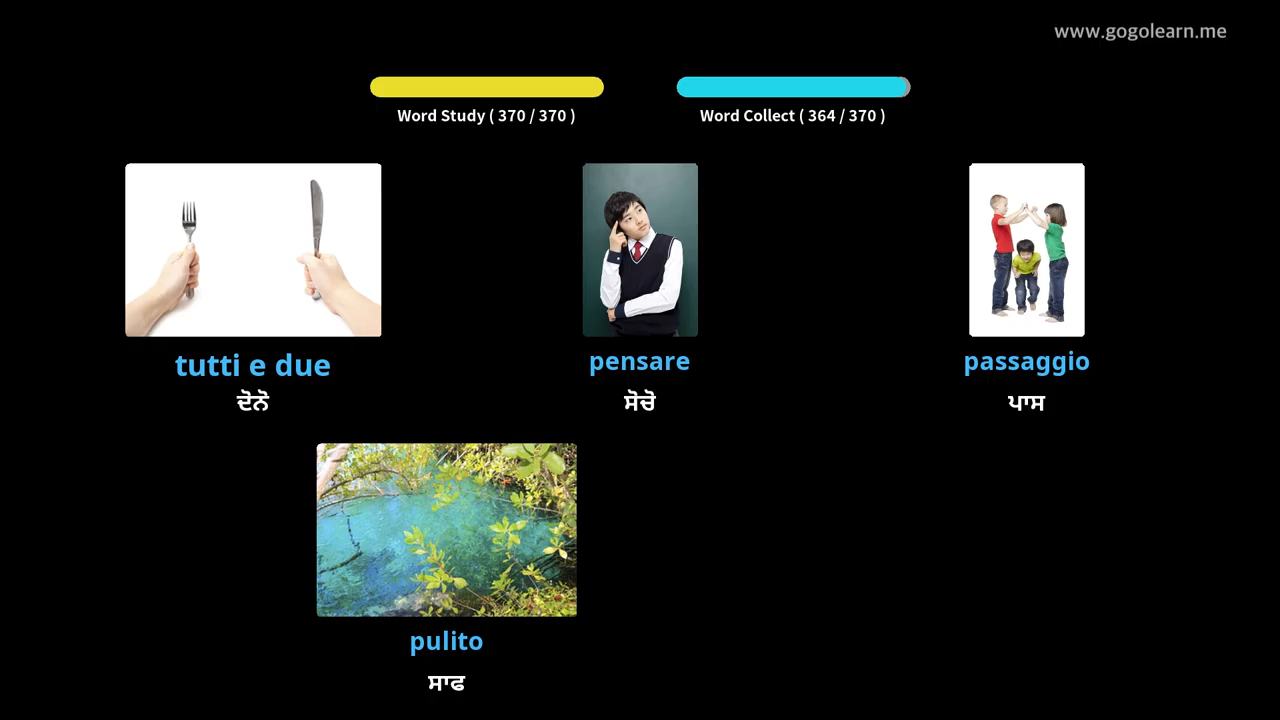 www.gogolearn.me
Word Study ( 370 / 370 )
Word Collect ( 364 / 370 )
tutti e due
ਦੋਨੋ
pensare
ਸੋਚੋ
passaggio
ਪਾਸ
pulito
ਸਾਫ